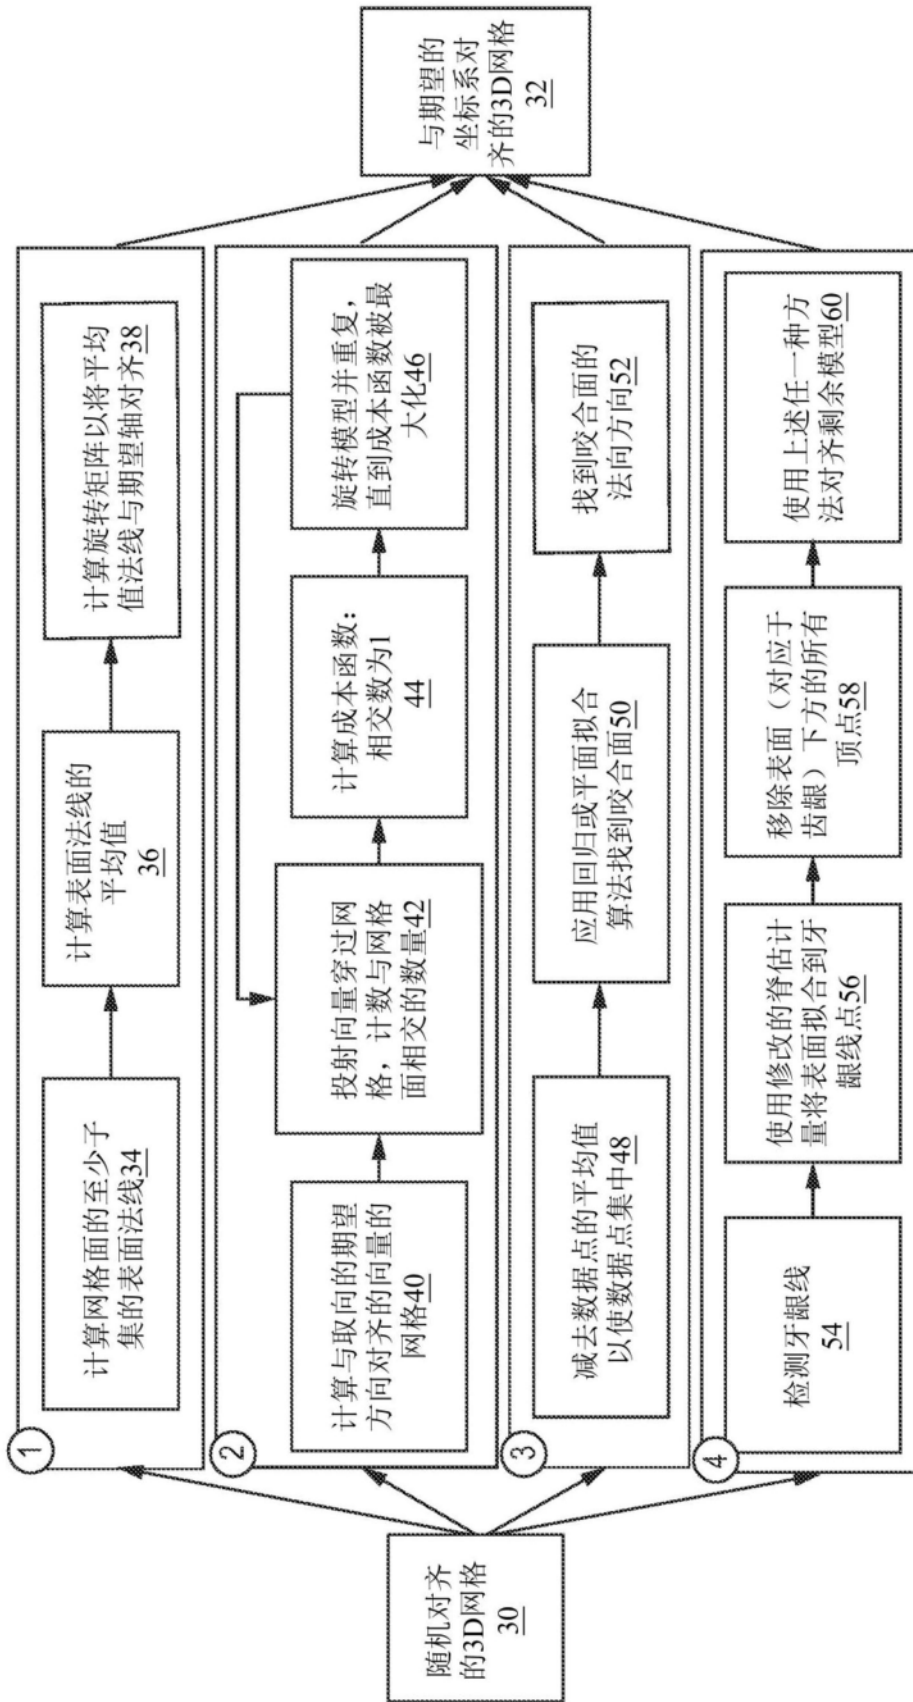 随机对齐
的3D网格
30
1
计算网格面的至少子
集的表面法线34
计算表面法线的
平均值
36
计算旋转矩阵以将平均
值法线与期望轴对齐38
2
计算与取向的期望
方向对齐的向量的
网格40
投射向量穿过网
格，计数与网格
面相交的数量42
计算成本函数：
相交数为1
44
旋转模型并重复，
直到成本函数被最
大化46
3
减去数据点的平均值
以使数据点集中48
应用回归或平面拟合
算法找到咬合面50
找到咬合面的
法向方向52
4
检测牙龈线
54
使用修改的脊估计
量将表面拟合到牙
龈线点56
移除表面（对应于
齿龈）下方的所有
顶点58
使用上述任一种方
法对齐剩余模型60
与期望的
坐标系对
齐的3D网格
32